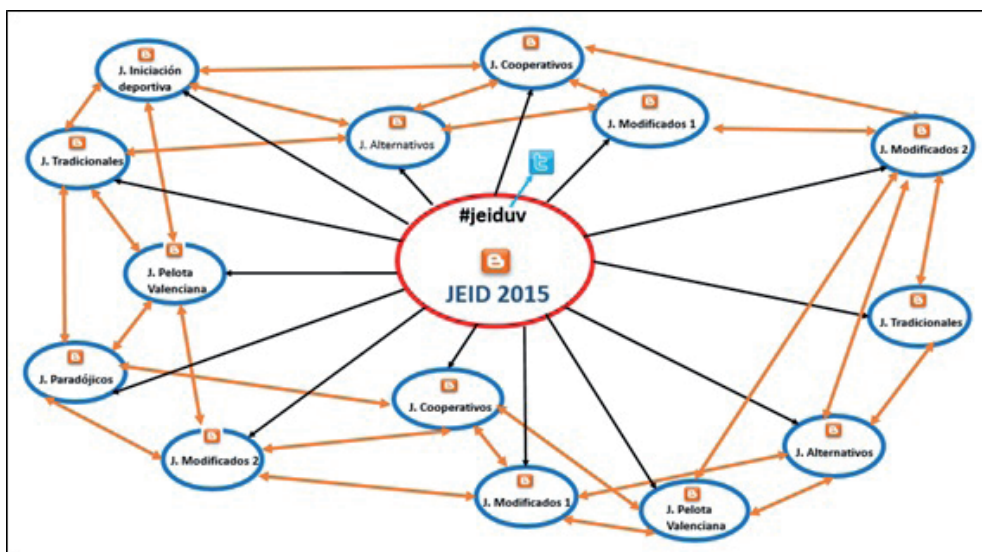 J. Cooperativos
J. Iniciación
deportiva
J. Modificados 1
J. Alternativos
J. Modificados 2
J. Tradicionales
#jeiduv
J. Pelota
Valenciana
JEID 2015
J. Tradicionales
J. Paradójicos
J. Cooperativos
J. Alternativos
J. Modificados 2
J. Modificados 1
J. Pelota
Valenciana